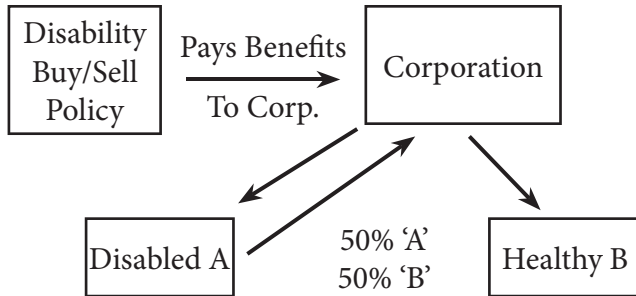 Disability
Buy/Sell
Policy
Pays Benefits
To Corp.
Corporation
Disabled A
50% ‘A’
50% ‘B’
Healthy B